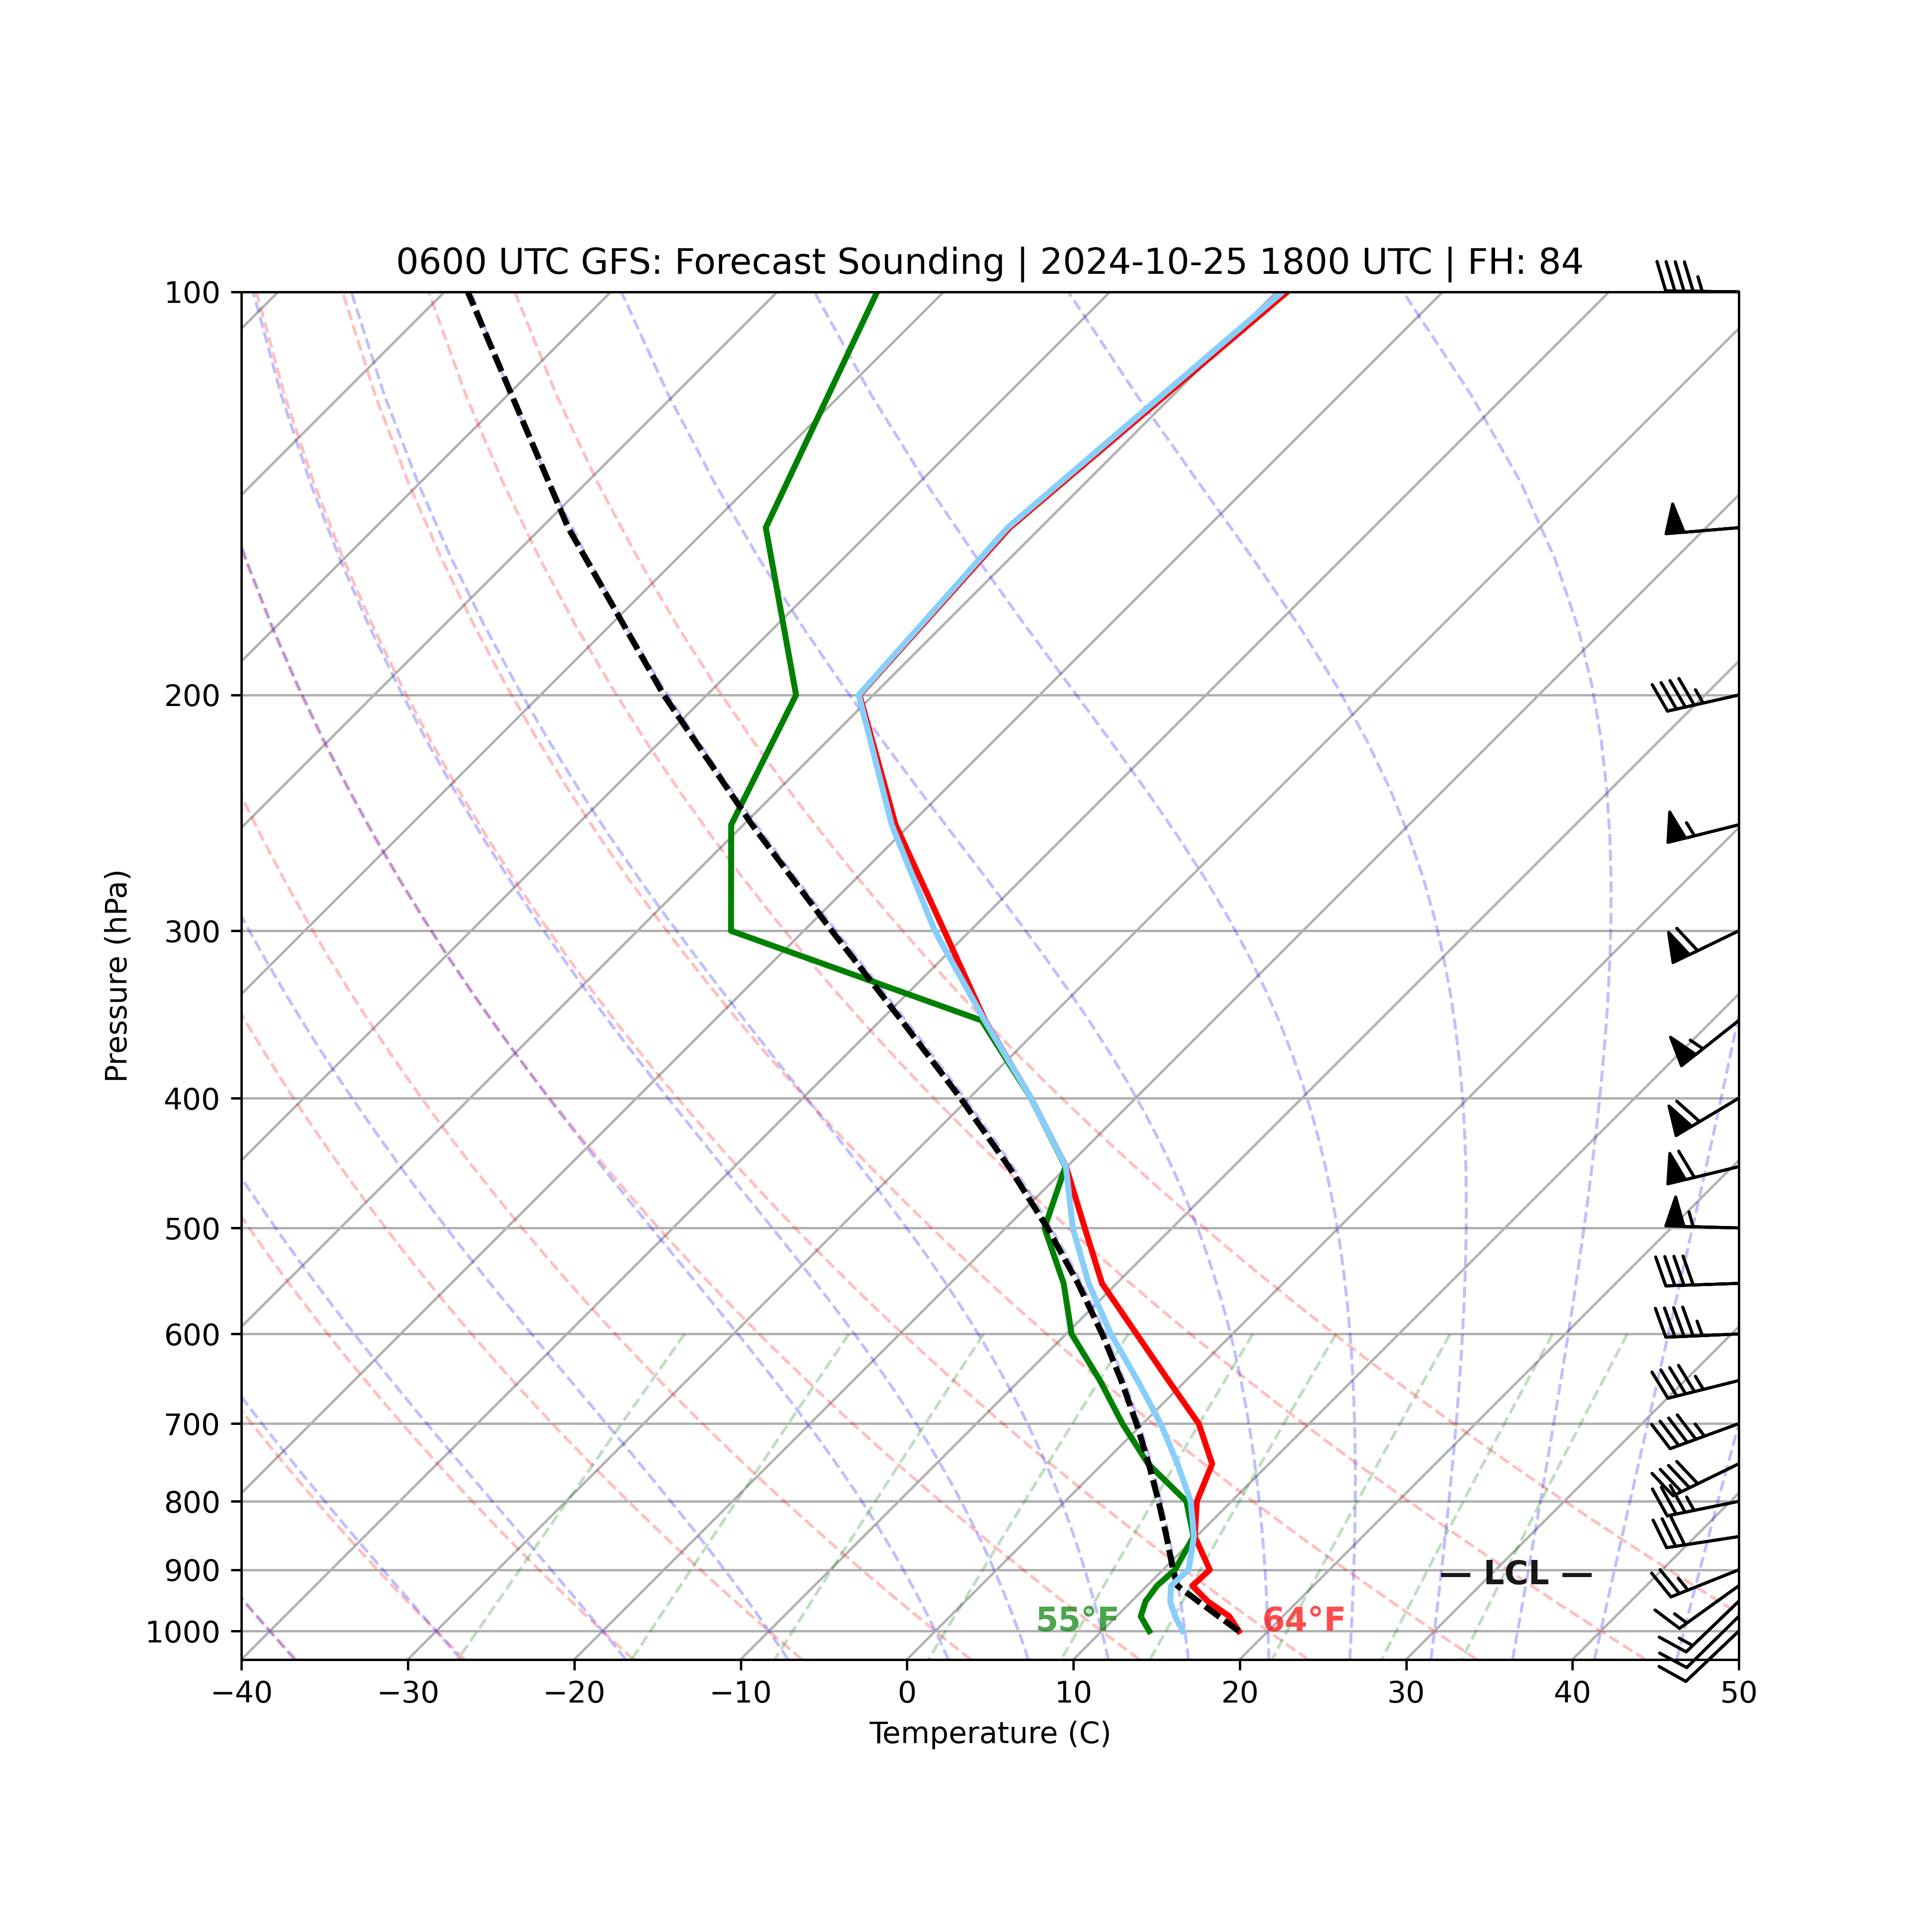 0600 UTC GFS: Forecast Sounding | 2024-10-25 1800 UTC | FH: 84
100
200
300
400
500
600
700
800
900
1000
Pressure (hPa)
— LCL —
55°F
64°F
−40 −30 −20 −10 0 10 20 30 40 50
Temperature (C)